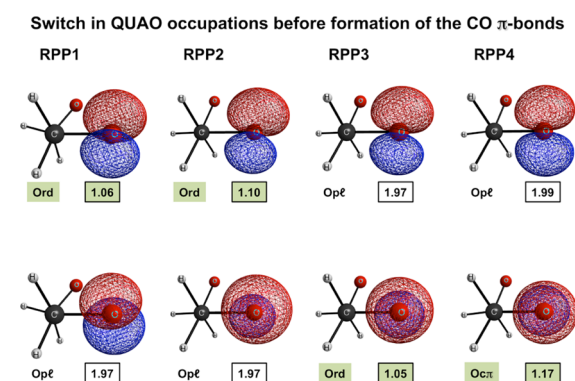 Switch in QUAO occupations before formation of the CO π-bonds
RPP1 RPP2 RPP3 RPP4
Ord 1.06 Ord 1.10 Opℓ 1.97 Opℓ 1.99
Opℓ 1.97 Opℓ 1.97 Ord 1.05 Ocπ 1.17